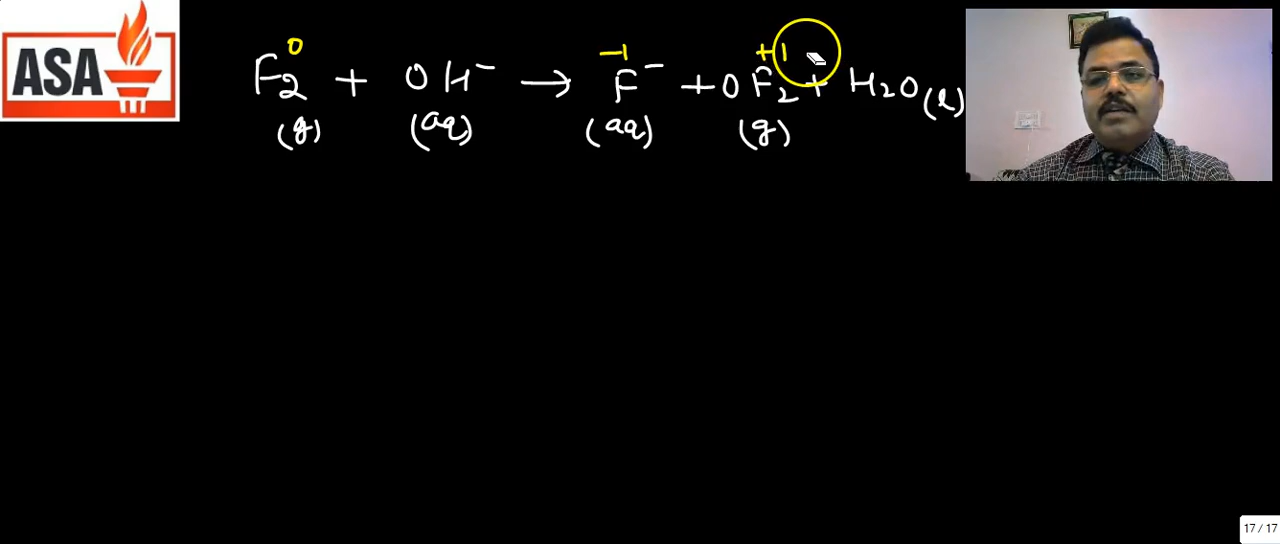 ASA
0 -1 +1
F₂ + OH⁻ → F⁻ + OF₂ + H₂O(l)
(g) (aq) (aq) (g)
17 / 17